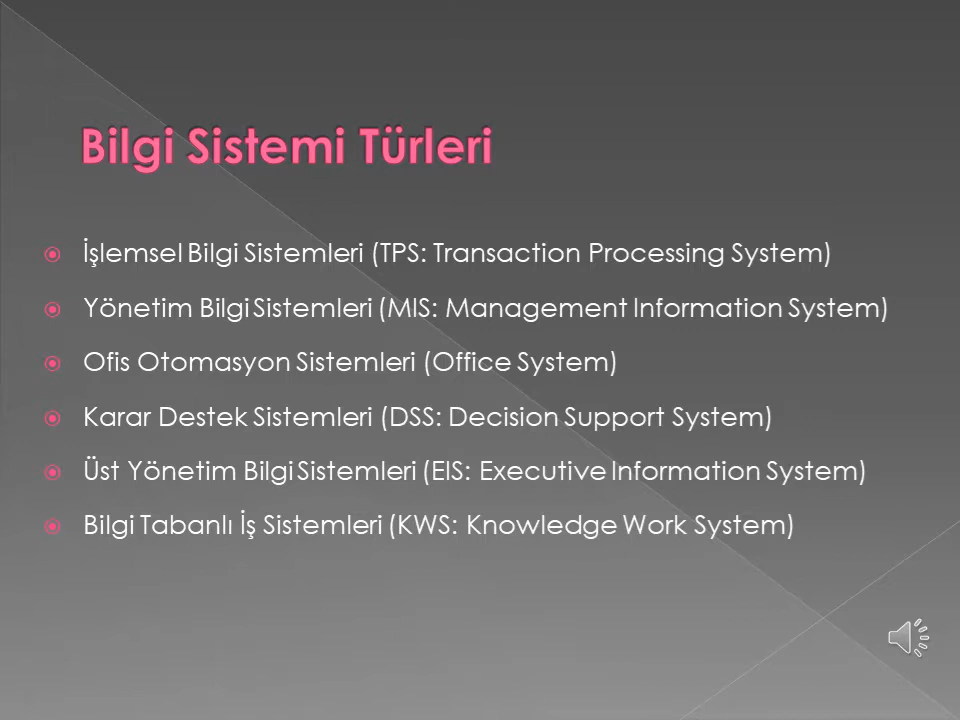 Bilgi Sistemi Türleri
İşlemsel Bilgi Sistemleri (TPS: Transaction Processing System)
Yönetim Bilgi Sistemleri (MIS: Management Information System)
Ofis Otomasyon Sistemleri (Office System)
Karar Destek Sistemleri (DSS: Decision Support System)
Üst Yönetim Bilgi Sistemleri (EIS: Executive Information System)
Bilgi Tabanlı İş Sistemleri (KWS: Knowledge Work System)